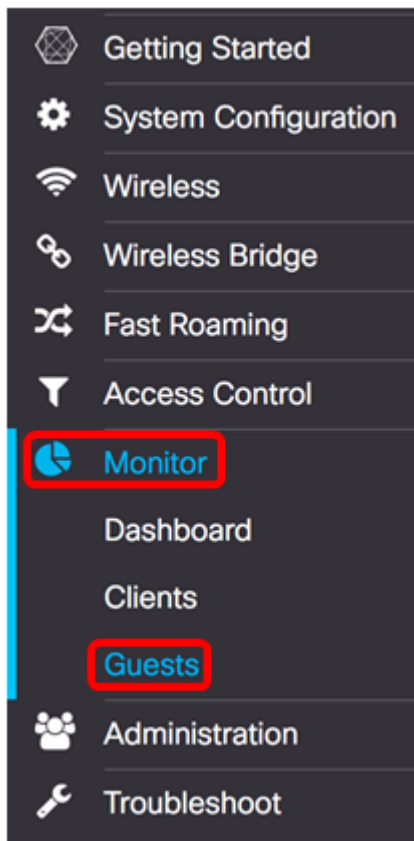 Getting Started
System Configuration
Wireless
Wireless Bridge
Fast Roaming
Access Control
Monitor
Dashboard
Clients
Guests
Administration
Troubleshoot